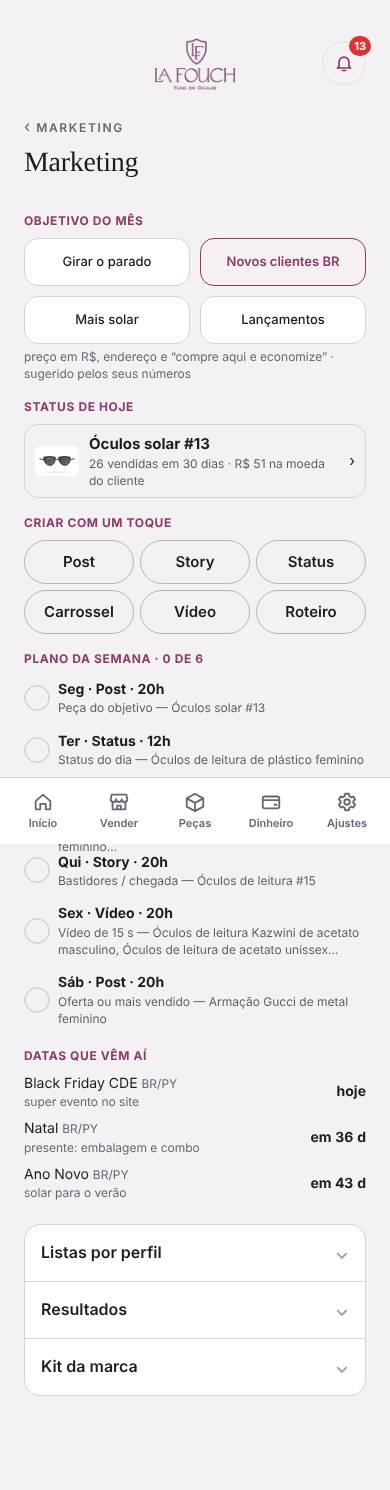 13
LF
LA FOUCH
TUDO EM ÓCULOS
‹ MARKETING
Marketing
OBJETIVO DO MÊS
Girar o parado
Novos clientes BR
Mais solar
Lançamentos
preço em R$, endereço e “compre aqui e economize” ·
sugerido pelos seus números
STATUS DE HOJE
Óculos solar #13
26 vendidas em 30 dias · R$ 51 na moeda
do cliente
›
CRIAR COM UM TOQUE
Post
Story
Status
Carrossel
Vídeo
Roteiro
PLANO DA SEMANA · 0 DE 6
Seg · Post · 20h
Peça do objetivo — Óculos solar #13
Ter · Status · 12h
Status do dia — Óculos de leitura de plástico feminino
Início
Vender
Peças
Dinheiro
Ajustes
feminino…
Qui · Story · 20h
Bastidores / chegada — Óculos de leitura #15
Sex · Vídeo · 20h
Vídeo de 15 s — Óculos de leitura Kazwini de acetato
masculino, Óculos de leitura de acetato unissex…
Sáb · Post · 20h
Oferta ou mais vendido — Armação Gucci de metal
feminino
DATAS QUE VÊM AÍ
Black Friday CDE BR/PY
super evento no site
hoje
Natal BR/PY
presente: embalagem e combo
em 36 d
Ano Novo BR/PY
solar para o verão
em 43 d
Listas por perfil
Resultados
Kit da marca